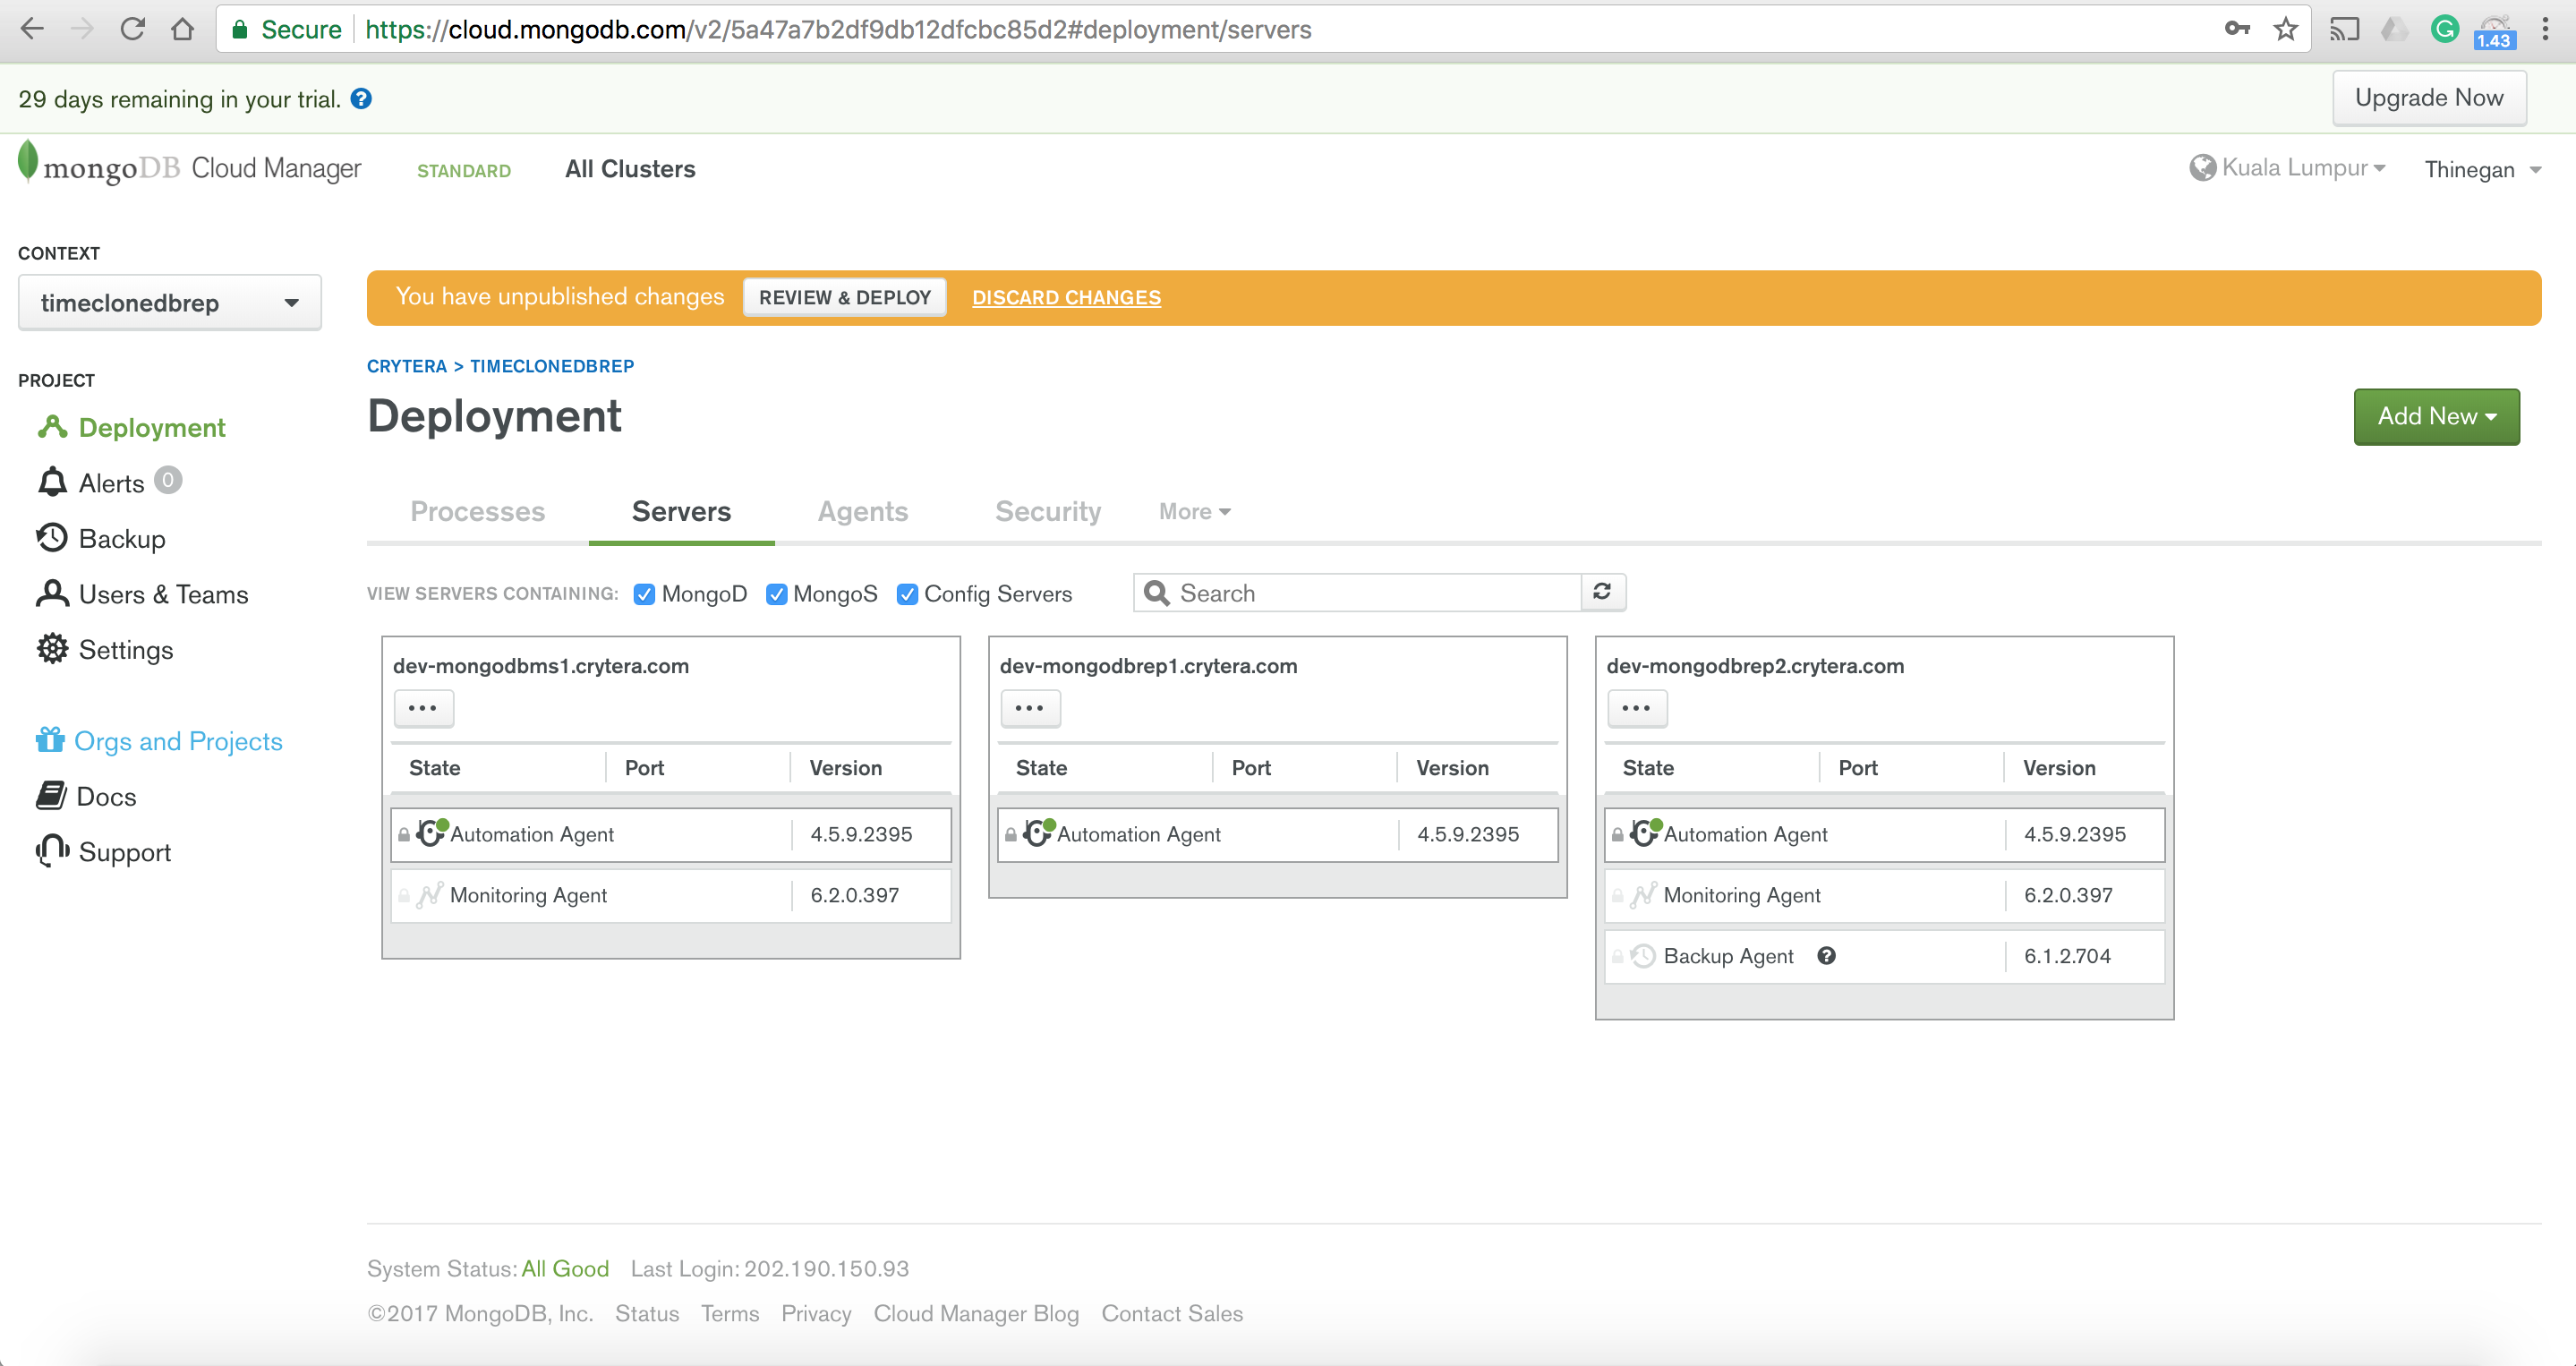 Secure https://cloud.mongodb.com/v2/5a47a7b2df9db12dfcbc85d2#deployment/servers 1.43
29 days remaining in your trial. ? Upgrade Now
mongoDB Cloud Manager STANDARD All Clusters Kuala Lumpur Thinegan
CONTEXT
timeclonedbrep
PROJECT
Deployment
Alerts 0
Backup
Users & Teams
Settings
Orgs and Projects
Docs
Support
You have unpublished changes REVIEW & DEPLOY DISCARD CHANGES
CRYTERA > TIMECLONEDBREP
Deployment
Add New
Processes Servers Agents Security More
VIEW SERVERS CONTAINING: MongoD MongoS Config Servers Search
dev-mongodbms1.crytera.com
...
State Port Version
Automation Agent 4.5.9.2395
Monitoring Agent 6.2.0.397
dev-mongodbrep1.crytera.com
...
State Port Version
Automation Agent 4.5.9.2395
dev-mongodbrep2.crytera.com
...
State Port Version
Automation Agent 4.5.9.2395
Monitoring Agent 6.2.0.397
Backup Agent ? 6.1.2.704
System Status: All Good Last Login: 202.190.150.93
©2017 MongoDB, Inc. Status Terms Privacy Cloud Manager Blog Contact Sales